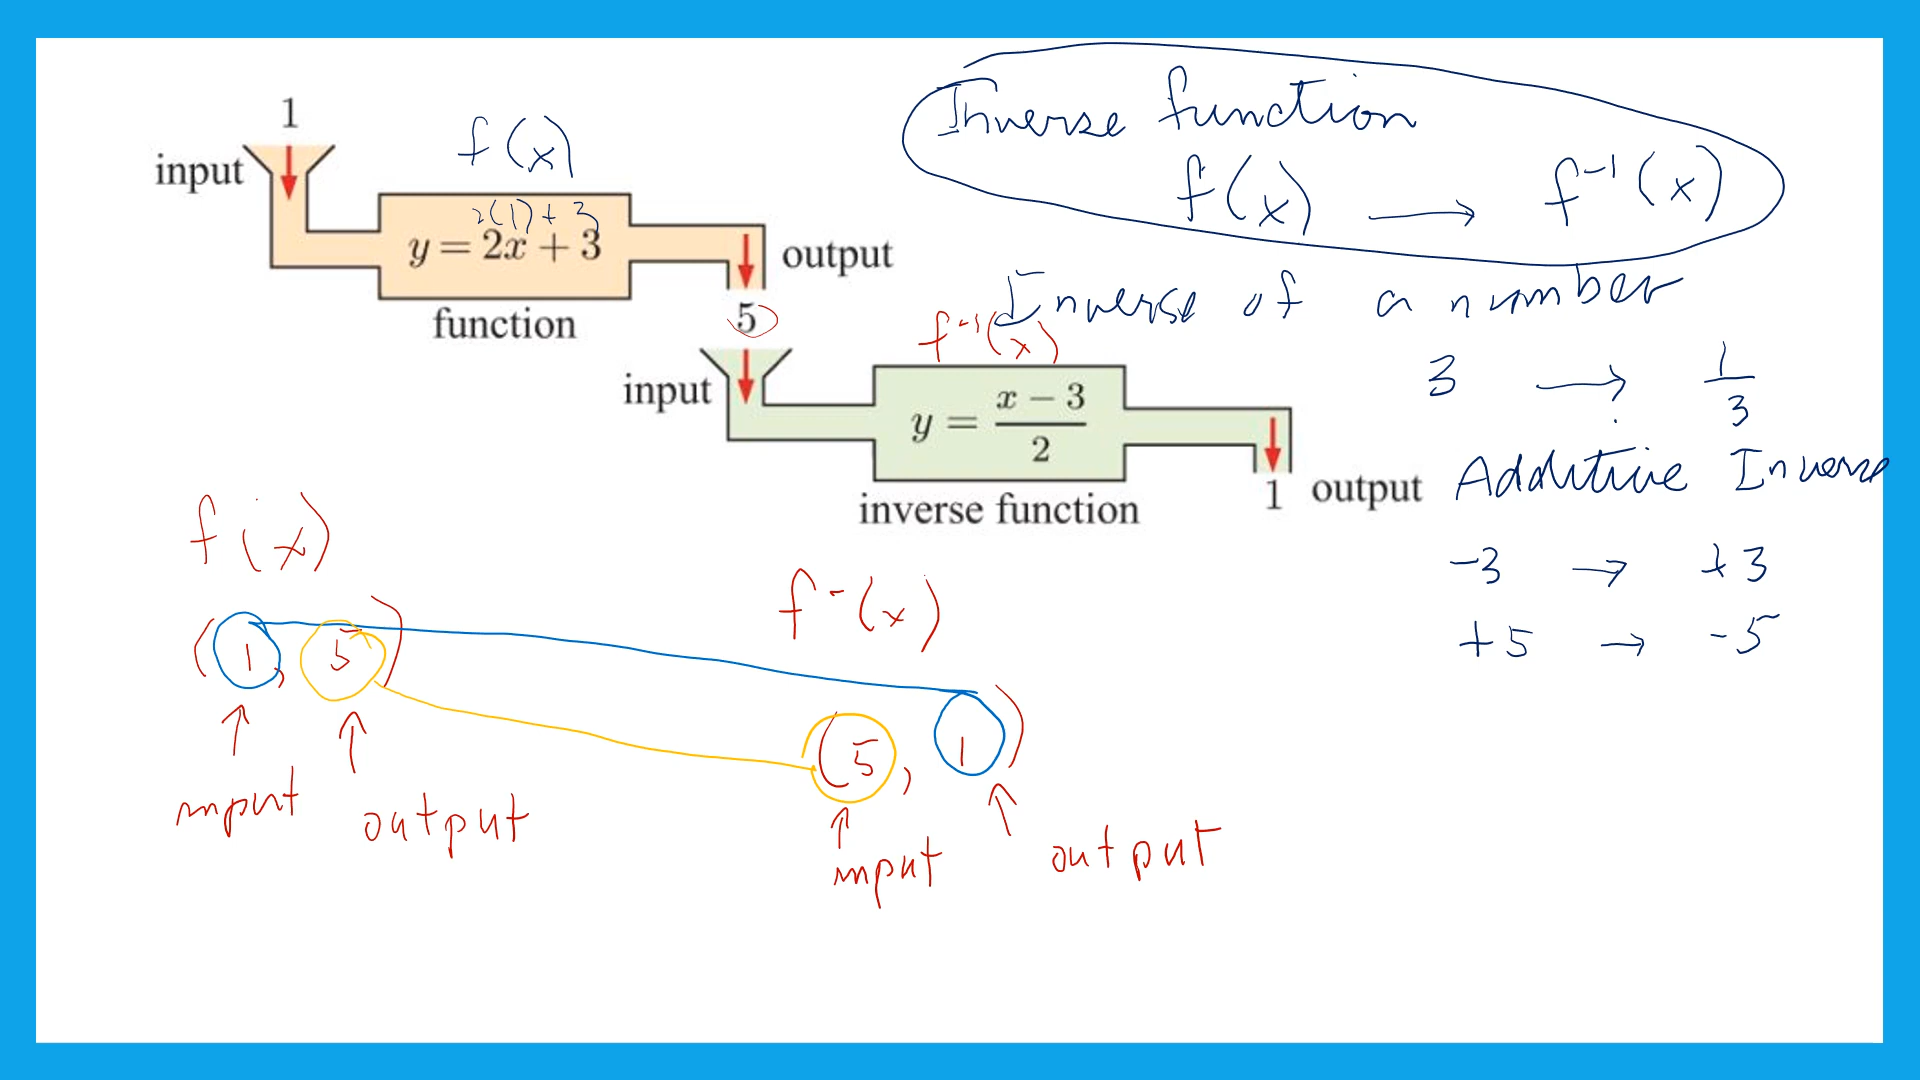 1
input
f(x)
2(1)+3
y = 2x + 3
function
output
5
Inverse function
f(x) → f⁻¹(x)
Inverse of a number
3 → 1/3
Additive Inverse
-3 → +3
+5 → -5
input
f⁻¹(x)
y = (x − 3)/2
inverse function
1 output
f(x)
(1, 5)
↑ ↑
input output
f⁻(x)
(5, 1)
↑ ↑
input output